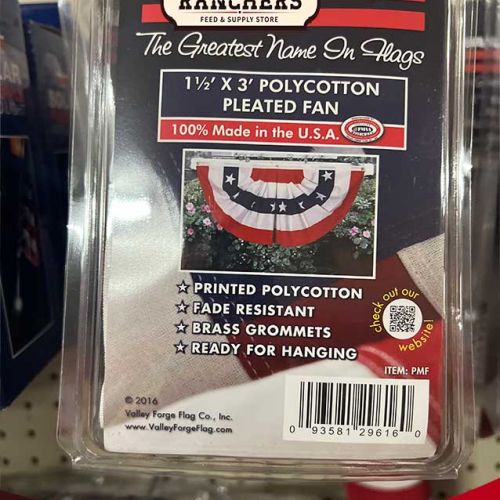 RANCHERS
FEED & SUPPLY STORE
The Greatest Name In Flags
1½' X 3' POLYCOTTON
PLEATED FAN
100% Made in the U.S.A.
☆ PRINTED POLYCOTTON
☆ FADE RESISTANT
☆ BRASS GROMMETS
☆ READY FOR HANGING
check out our
website!
ITEM: PMF
© 2016
Valley Forge Flag Co., Inc.
www.ValleyForgeFlag.com
0 93581 29616 0